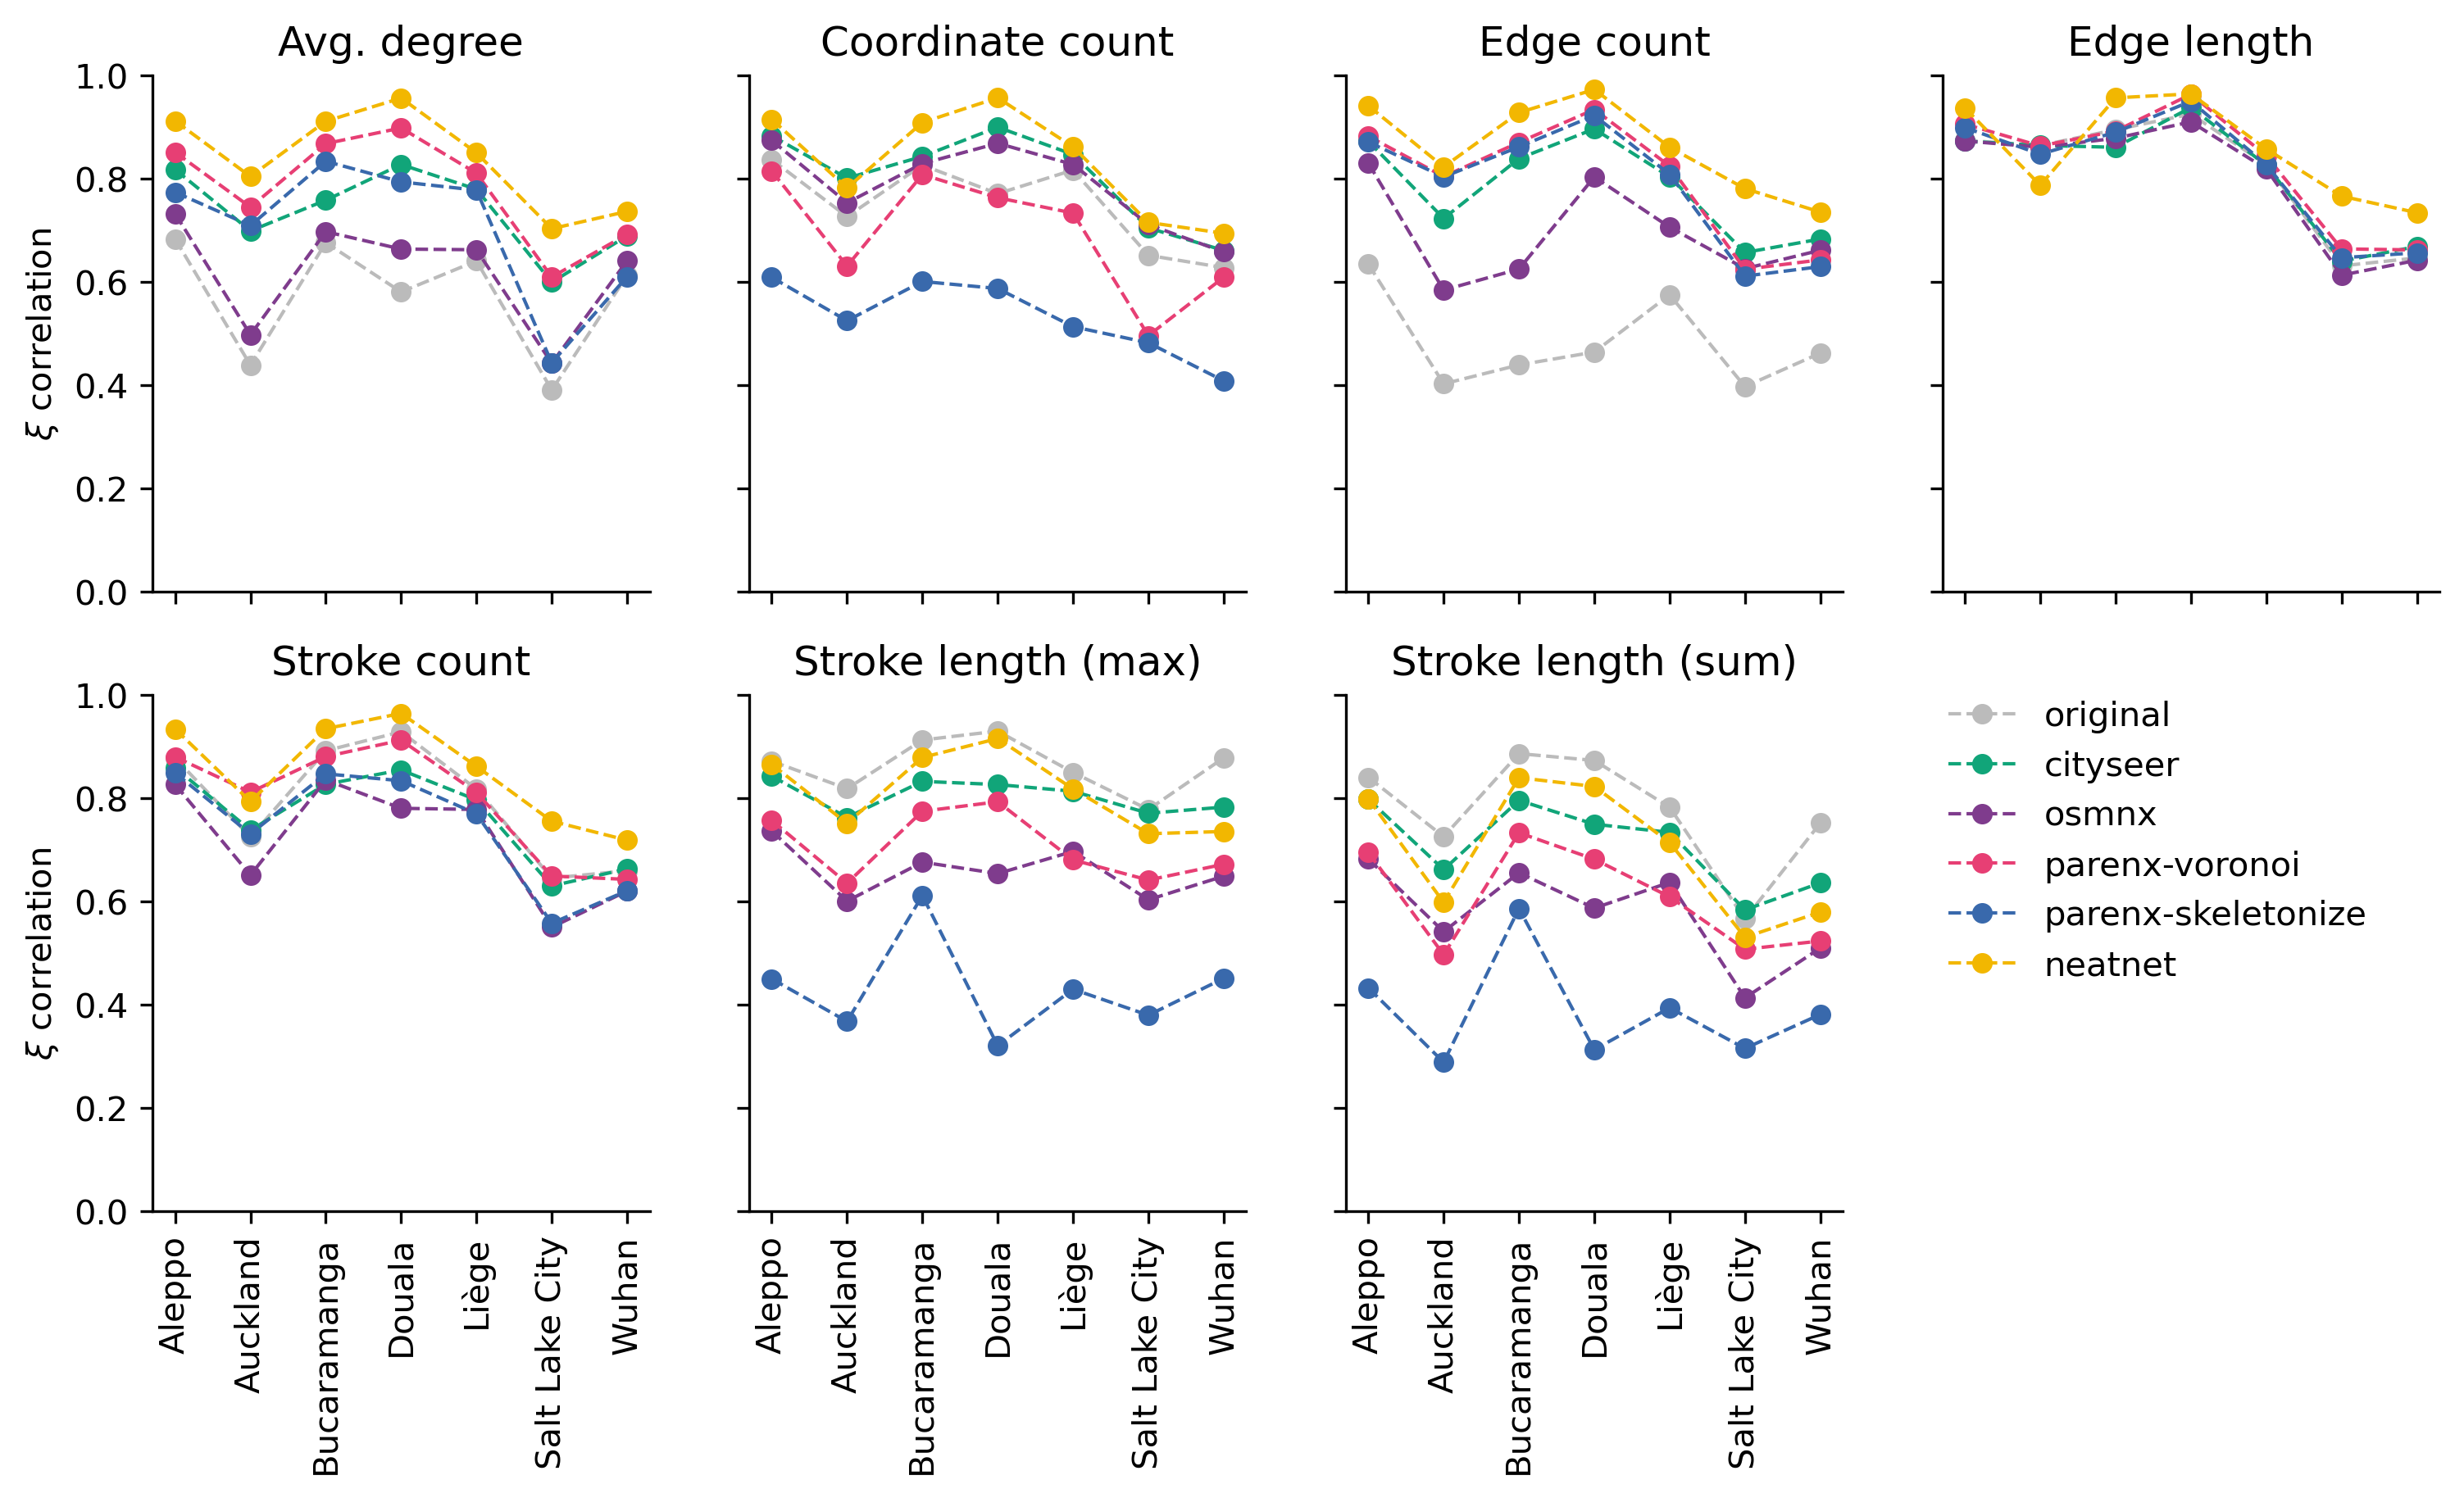 Avg. degree
Coordinate count
Edge count
Edge length
1.0
0.8
0.6
0.4
0.2
0.0
ξ correlation
Stroke count
Stroke length (max)
Stroke length (sum)
1.0
0.8
0.6
0.4
0.2
0.0
ξ correlation
original
cityseer
osmnx
parenx-voronoi
parenx-skeletonize
neatnet
Aleppo
Auckland
Bucaramanga
Douala
Liège
Salt Lake City
Wuhan
Aleppo
Auckland
Bucaramanga
Douala
Liège
Salt Lake City
Wuhan
Aleppo
Auckland
Bucaramanga
Douala
Liège
Salt Lake City
Wuhan